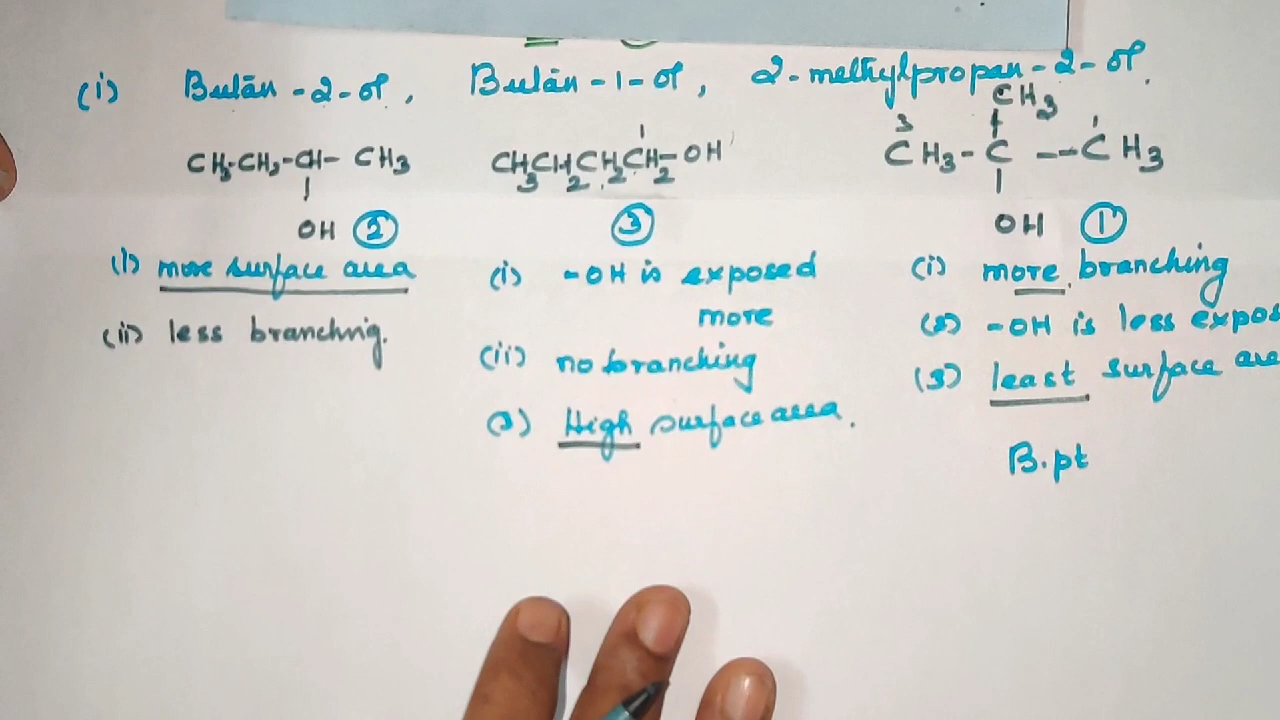 (i) Butan-2-ol, Butan-1-ol, 2-methylpropan-2-ol.
CH3
3 1
CH3-CH2-CH-CH3
CH3CH2CH2CH2-OH
CH3-C--CH3
OH ②
③
OH ①
(i) more surface area
(ii) less branching.
(i) -OH is exposed
more
(ii) no branching
(3) High surface area.
(i) more branching
(2) -OH is less expos
(3) least surface are
B.pt